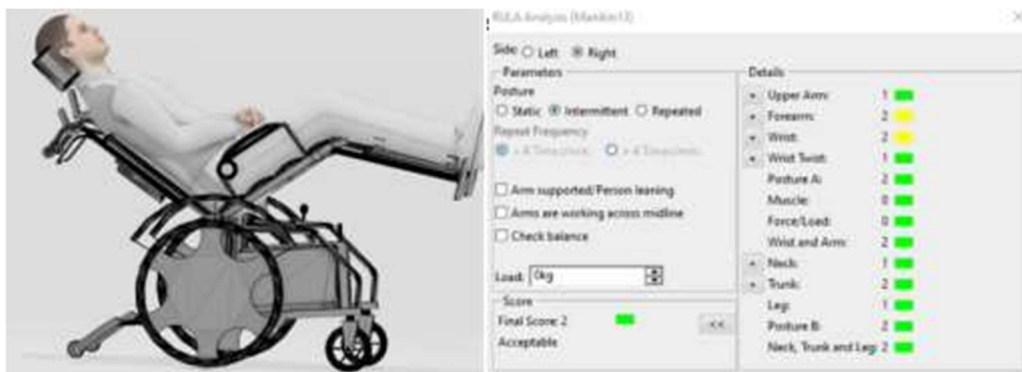 RULA Analysis (Manikin13)
Side: Left Right
Parameters
Posture
Static Intermittent Repeated
Repeat Frequency
Arm supported/Person leaning
Arms are working across midline
Check balance
Load: 0kg
Score
Final Score: 2
Acceptable
<<
Details
Upper Arm: 1
Forearm: 2
Wrist: 2
Wrist Twist: 1
Posture A: 2
Muscle: 0
Force/Load: 0
Wrist and Arm: 2
Neck: 1
Trunk: 2
Leg: 1
Posture B: 2
Neck, Trunk and Leg: 2